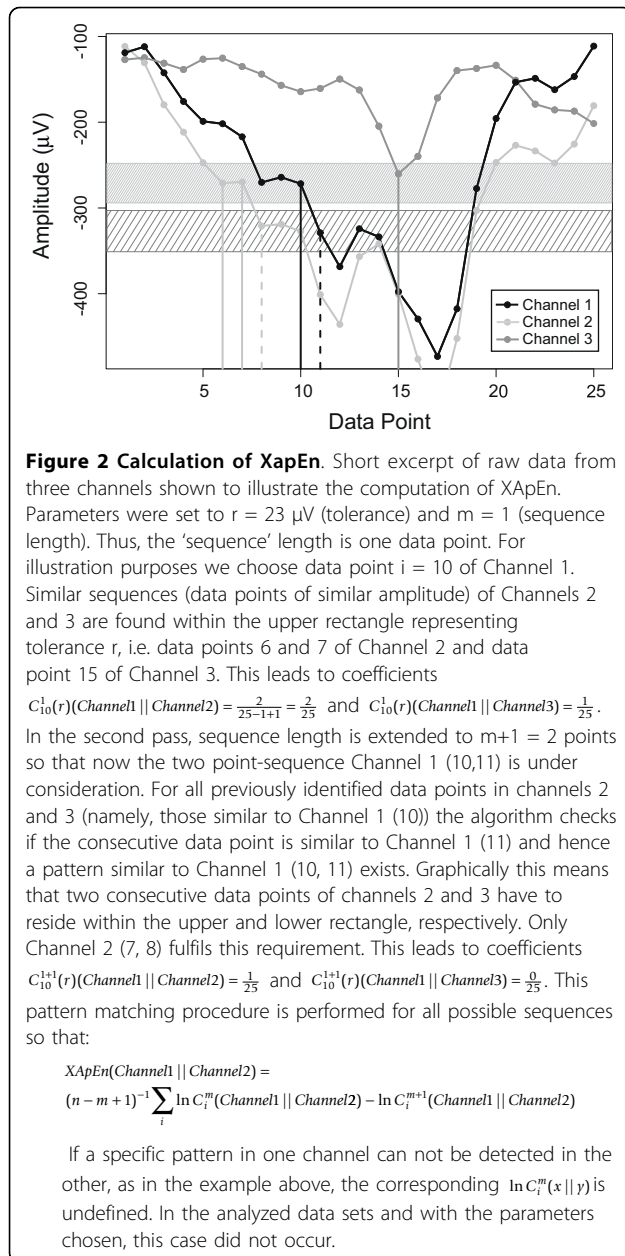 -100
-200
-300
-400
Amplitude (μV)
Channel 1
Channel 2
Channel 3
5 10 15 20 25
Data Point
Figure 2 Calculation of XapEn. Short excerpt of raw data from
three channels shown to illustrate the computation of XApEn.
Parameters were set to r = 23 μV (tolerance) and m = 1 (sequence
length). Thus, the ‘sequence’ length is one data point. For
illustration purposes we choose data point i = 10 of Channel 1.
Similar sequences (data points of similar amplitude) of Channels 2
and 3 are found within the upper rectangle representing
tolerance r, i.e. data points 6 and 7 of Channel 2 and data
point 15 of Channel 3. This leads to coefficients
C¹₁₀(r)(Channel1 || Channel2) = 2/(25−1+1) = 2/25 and C¹₁₀(r)(Channel1 || Channel3) = 1/25.
In the second pass, sequence length is extended to m+1 = 2 points
so that now the two point-sequence Channel 1 (10,11) is under
consideration. For all previously identified data points in channels 2
and 3 (namely, those similar to Channel 1 (10)) the algorithm checks
if the consecutive data point is similar to Channel 1 (11) and hence
a pattern similar to Channel 1 (10, 11) exists. Graphically this means
that two consecutive data points of channels 2 and 3 have to
reside within the upper and lower rectangle, respectively. Only
Channel 2 (7, 8) fulfils this requirement. This leads to coefficients
C¹⁺¹₁₀(r)(Channel1 || Channel2) = 1/25 and C¹⁺¹₁₀(r)(Channel1 || Channel3) = 0/25. This
pattern matching procedure is performed for all possible sequences
so that:
XApEn(Channel1 || Channel2) =
(n − m + 1)⁻¹ ∑ᵢ ln Cᵢᵐ(Channel1 || Channel2) − ln Cᵢᵐ⁺¹(Channel1 || Channel2)
If a specific pattern in one channel can not be detected in the
other, as in the example above, the corresponding ln Cᵢᵐ(x || y) is
undefined. In the analyzed data sets and with the parameters
chosen, this case did not occur.